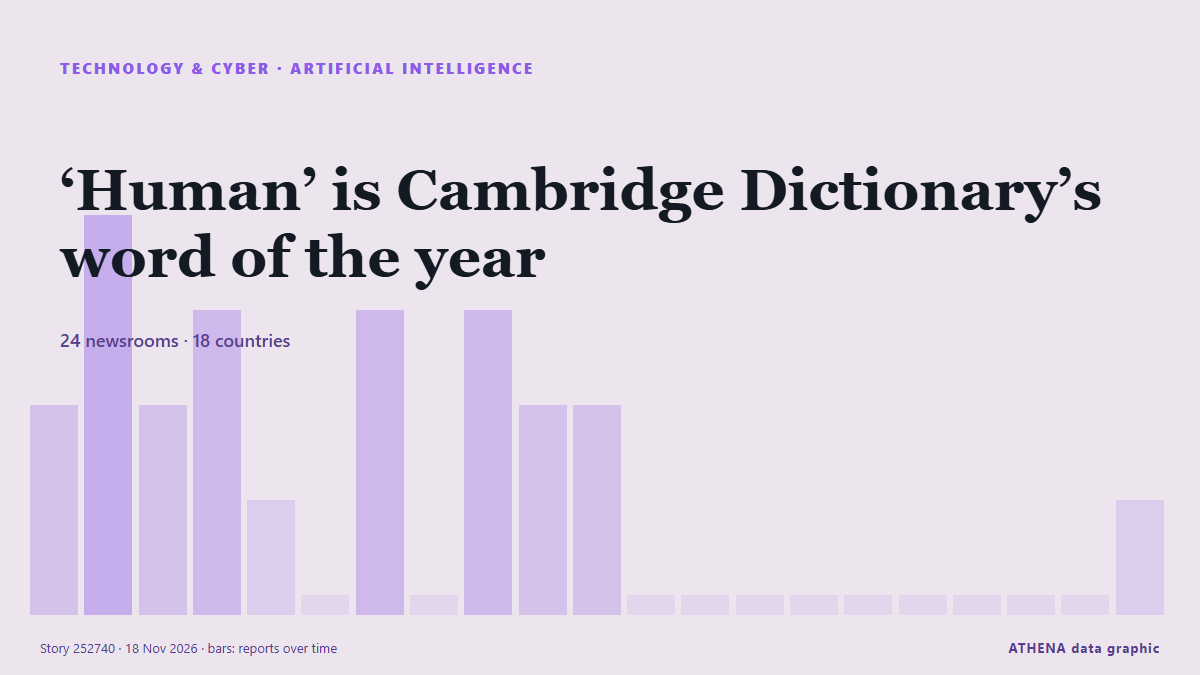 TECHNOLOGY & CYBER · ARTIFICIAL INTELLIGENCE
‘Human’ is Cambridge Dictionary’s
word of the year
24 newsrooms · 18 countries
Story 252740 · 18 Nov 2026 · bars: reports over time
ATHENA data graphic